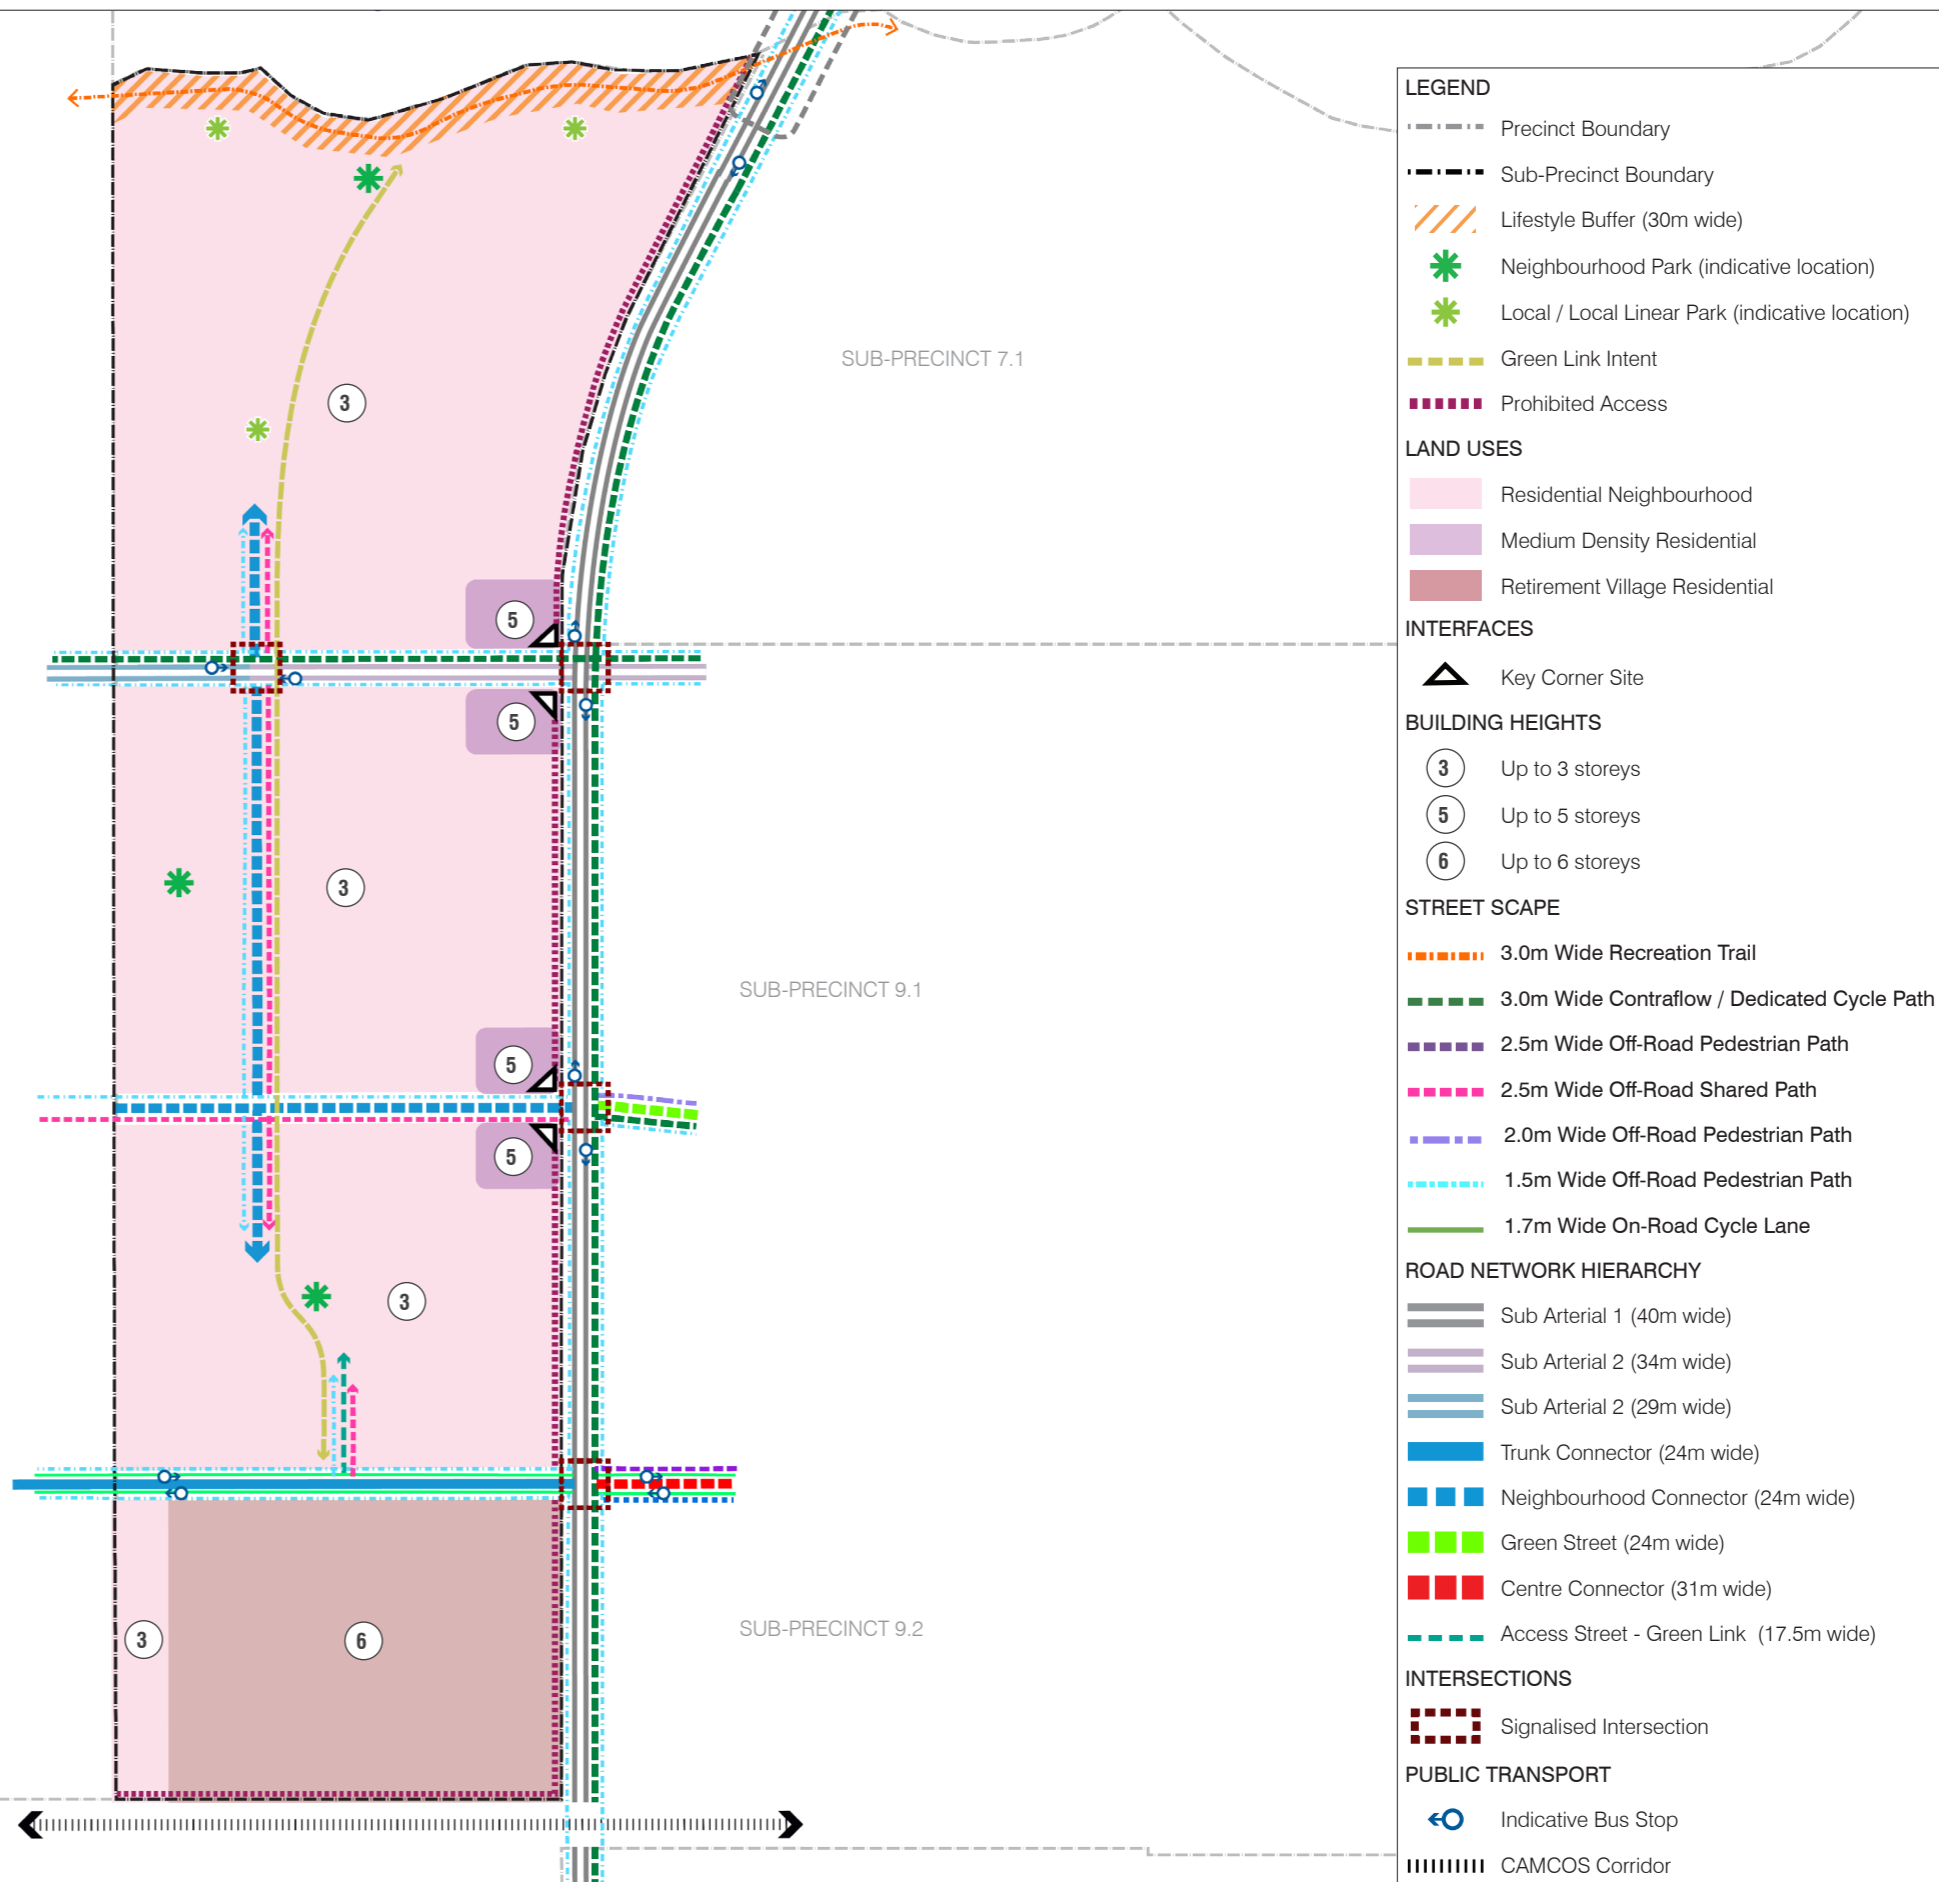 3
5
5
3
5
5
3
3
6
SUB-PRECINCT 7.1
SUB-PRECINCT 9.1
SUB-PRECINCT 9.2
LEGEND
Precinct Boundary
Sub-Precinct Boundary
Lifestyle Buffer (30m wide)
Neighbourhood Park (indicative location)
Local / Local Linear Park (indicative location)
Green Link Intent
Prohibited Access
LAND USES
Residential Neighbourhood
Medium Density Residential
Retirement Village Residential
INTERFACES
Key Corner Site
BUILDING HEIGHTS
3 Up to 3 storeys
5 Up to 5 storeys
6 Up to 6 storeys
STREET SCAPE
3.0m Wide Recreation Trail
3.0m Wide Contraflow / Dedicated Cycle Path
2.5m Wide Off-Road Pedestrian Path
2.5m Wide Off-Road Shared Path
2.0m Wide Off-Road Pedestrian Path
1.5m Wide Off-Road Pedestrian Path
1.7m Wide On-Road Cycle Lane
ROAD NETWORK HIERARCHY
Sub Arterial 1 (40m wide)
Sub Arterial 2 (34m wide)
Sub Arterial 2 (29m wide)
Trunk Connector (24m wide)
Neighbourhood Connector (24m wide)
Green Street (24m wide)
Centre Connector (31m wide)
Access Street - Green Link (17.5m wide)
INTERSECTIONS
Signalised Intersection
PUBLIC TRANSPORT
Indicative Bus Stop
CAMCOS Corridor